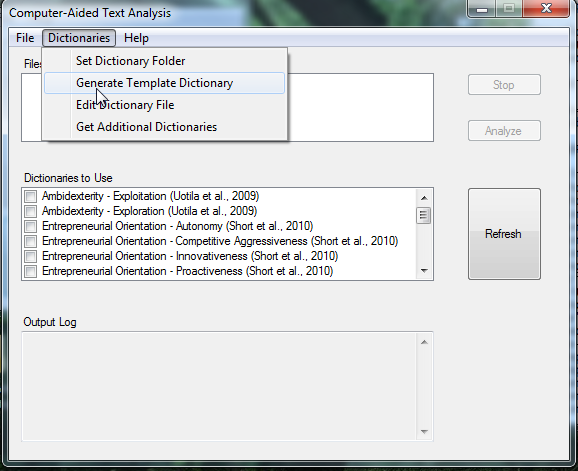 Computer-Aided Text Analysis
File Dictionaries Help
Set Dictionary Folder
Generate Template Dictionary
Edit Dictionary File
Get Additional Dictionaries
Files
Stop
Analyze
Dictionaries to Use
Ambidexterity - Exploitation (Uotila et al., 2009)
Ambidexterity - Exploration (Uotila et al., 2009)
Entrepreneurial Orientation - Autonomy (Short et al., 2010)
Entrepreneurial Orientation - Competitive Aggressiveness (Short et al., 2010)
Entrepreneurial Orientation - Innovativeness (Short et al., 2010)
Entrepreneurial Orientation - Proactiveness (Short et al., 2010)
Refresh
Output Log